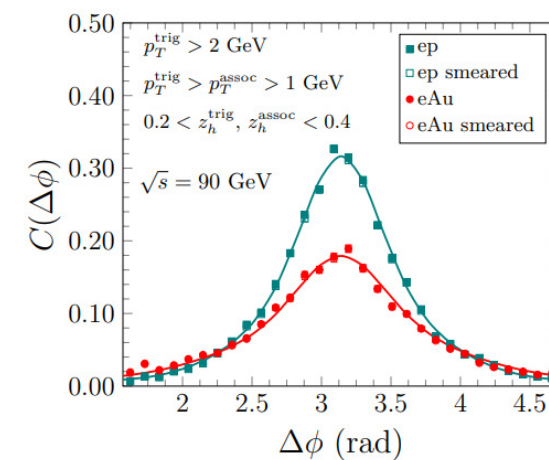 0.50
0.40
0.30
0.20
0.10
0.00
C(Δϕ)
p_T^trig > 2 GeV
p_T^trig > p_T^assoc > 1 GeV
0.2 < z_h^trig, z_h^assoc < 0.4
√s = 90 GeV
ep
ep smeared
eAu
eAu smeared
2 2.5 3 3.5 4 4.5
Δϕ (rad)